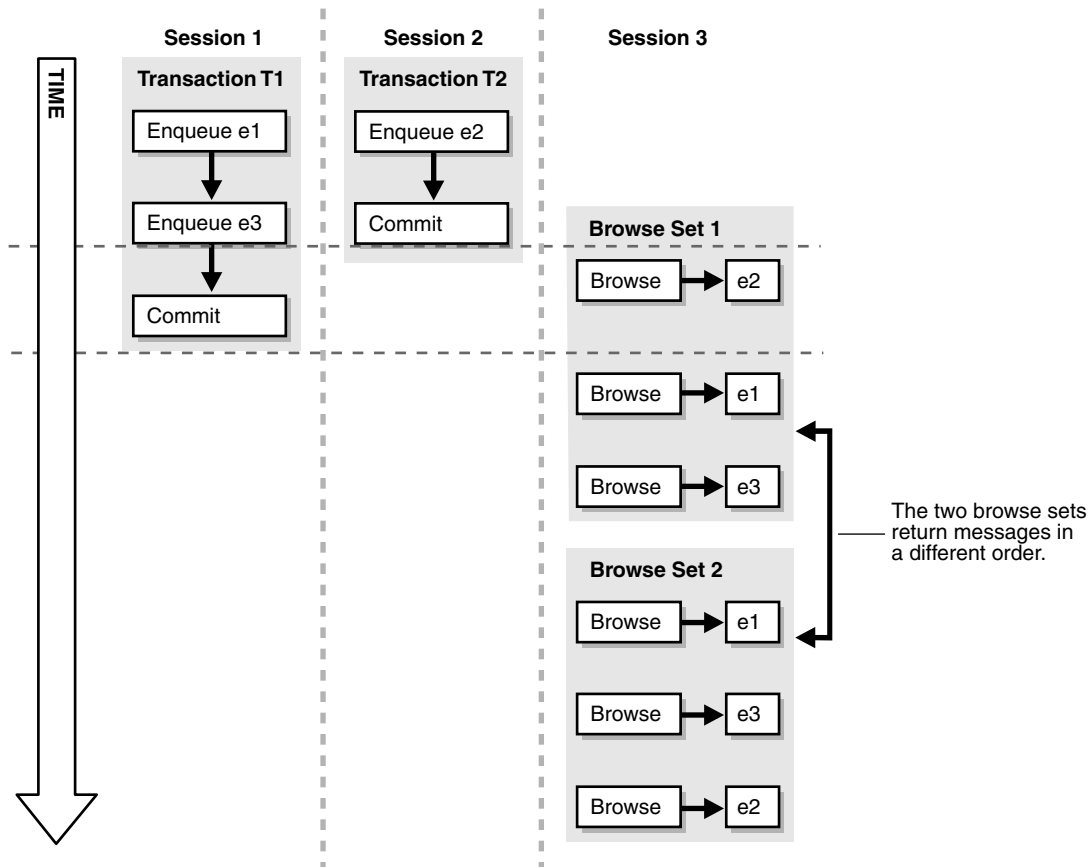 Session 1
Session 2
Session 3
TIME
Transaction T1
Enqueue e1
Enqueue e3
Commit
Transaction T2
Enqueue e2
Commit
Browse Set 1
Browse
e2
Browse
e1
Browse
e3
The two browse sets
return messages in
a different order.
Browse Set 2
Browse
e1
Browse
e3
Browse
e2